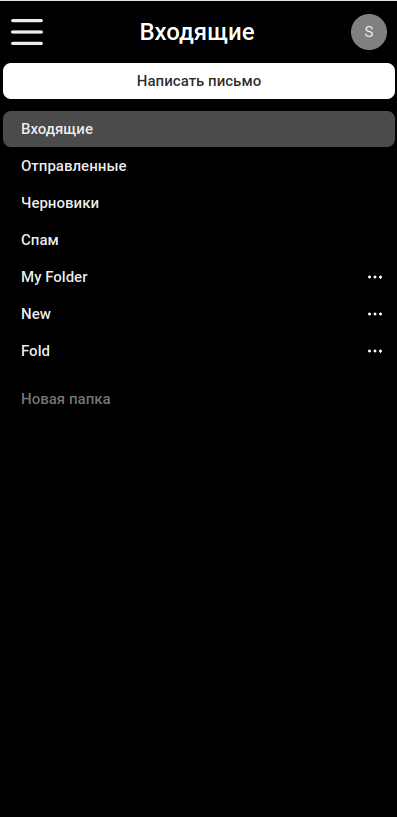 Входящие
S
Написать письмо
Входящие
Отправленные
Черновики
Спам
My Folder
New
Fold
Новая папка